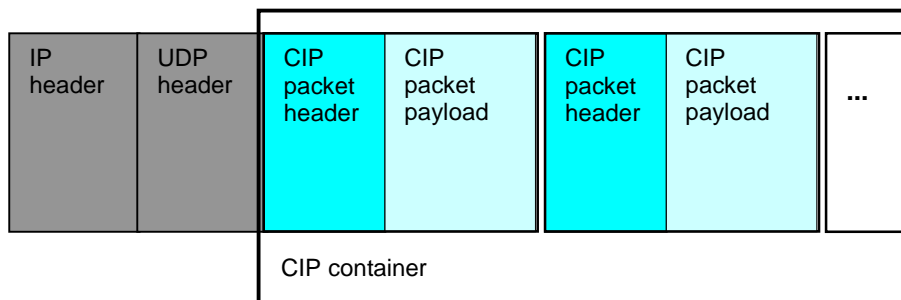 IP
header
UDP
header
CIP
packet
header
CIP
packet
payload
CIP
packet
header
CIP
packet
payload
...
CIP container